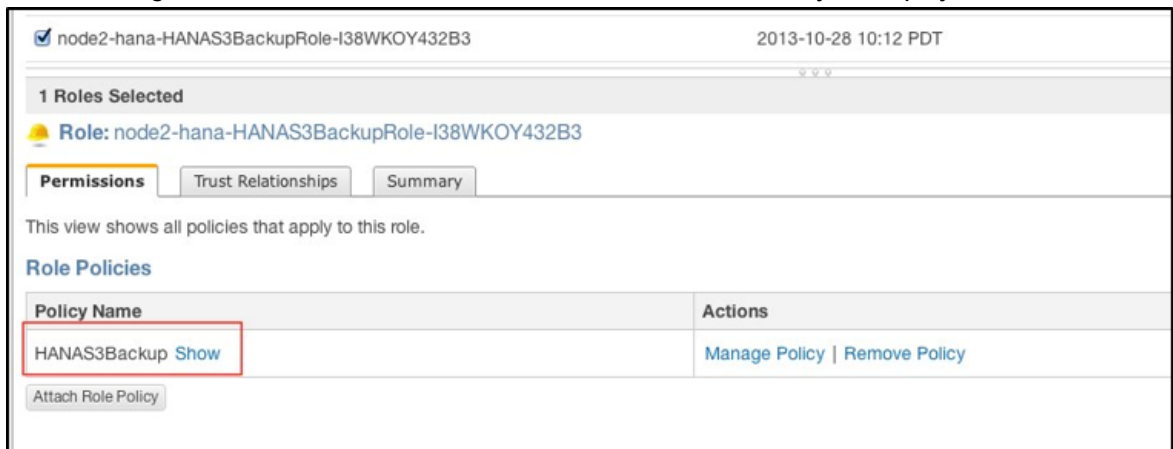 node2-hana-HANAS3BackupRole-I38WKOY432B3 2013-10-28 10:12 PDT
1 Roles Selected
Role: node2-hana-HANAS3BackupRole-I38WKOY432B3
Permissions Trust Relationships Summary
This view shows all policies that apply to this role.
Role Policies
Policy Name Actions
HANAS3Backup Show Manage Policy | Remove Policy
Attach Role Policy